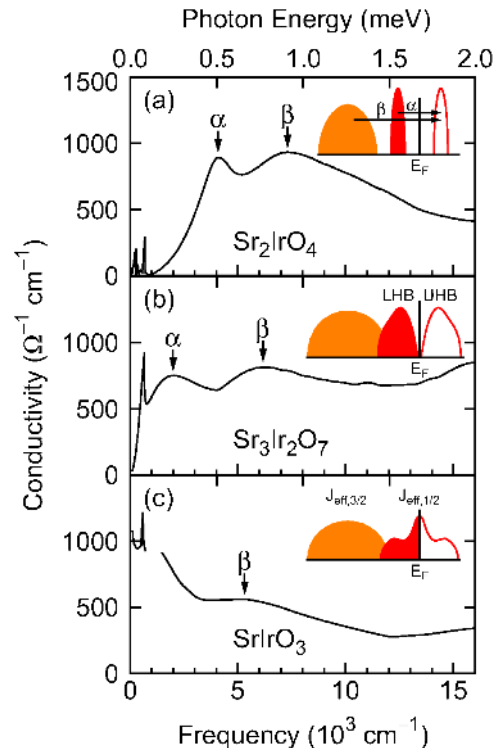 Photon Energy (meV)
0.0 0.5 1.0 1.5 2.0
1500
(a)
α
β
β α
E_F
1000
500
Sr₂IrO₄
0
(b)
LHB UHB
α
β
E_F
1000
500
Sr₃Ir₂O₇
0
(c)
J_eff,3/2 J_eff,1/2
E_F
1000
β
500
SrIrO₃
0
Conductivity (Ω⁻¹ cm⁻¹)
0 5 10 15
Frequency (10³ cm⁻¹)